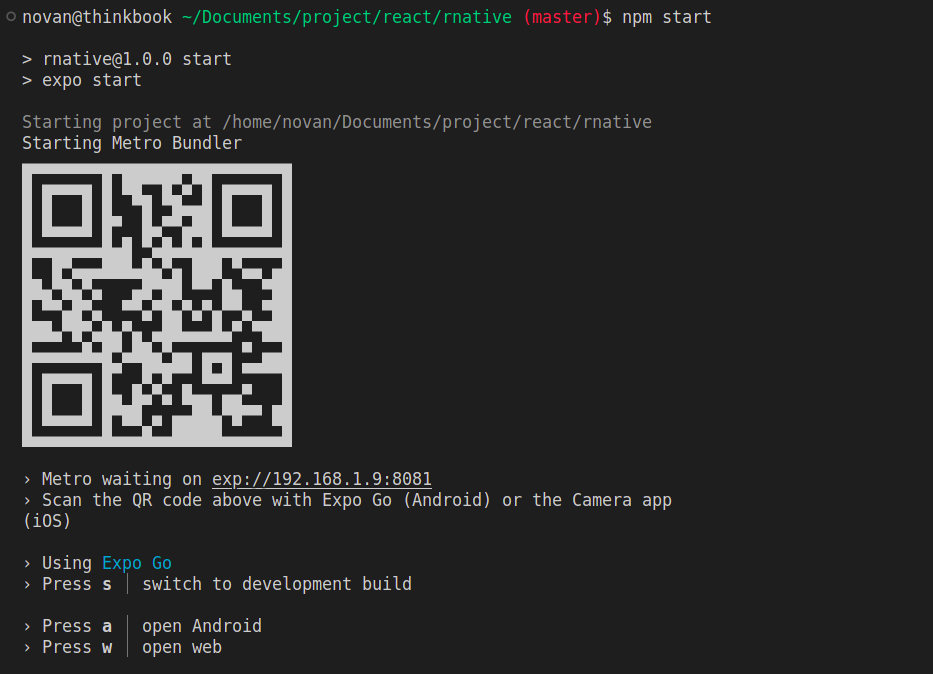 novan@thinkbook ~/Documents/project/react/rnative (master)$ npm start
> rnative@1.0.0 start
> expo start
Starting project at /home/novan/Documents/project/react/rnative
Starting Metro Bundler
› Metro waiting on exp://192.168.1.9:8081
› Scan the QR code above with Expo Go (Android) or the Camera app
(iOS)
› Using Expo Go
› Press s │ switch to development build
› Press a │ open Android
› Press w │ open web